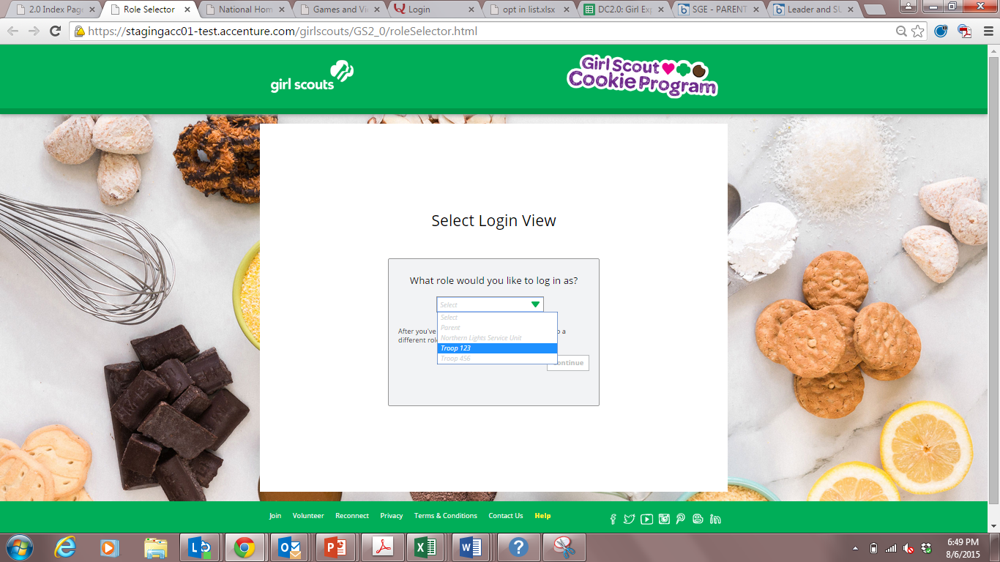 2.0 Index Page
Role Selector
National Hom
Games and Vi
Login
opt in list.xlsx
DC2.0: Girl Exp
SGE - PARENT
Leader and SU
https://stagingacc01-test.accenture.com/girlscouts/GS2_0/roleSelector.html
girl scouts
Girl Scout
Cookie Program
Select Login View
What role would you like to log in as?
Select
Select
Parent
After you've
Northern Lights Service Unit
a
different
Troop 123
Troop 456
Continue
Join
Volunteer
Reconnect
Privacy
Terms & Conditions
Contact Us
Help
6:49 PM
8/6/2015